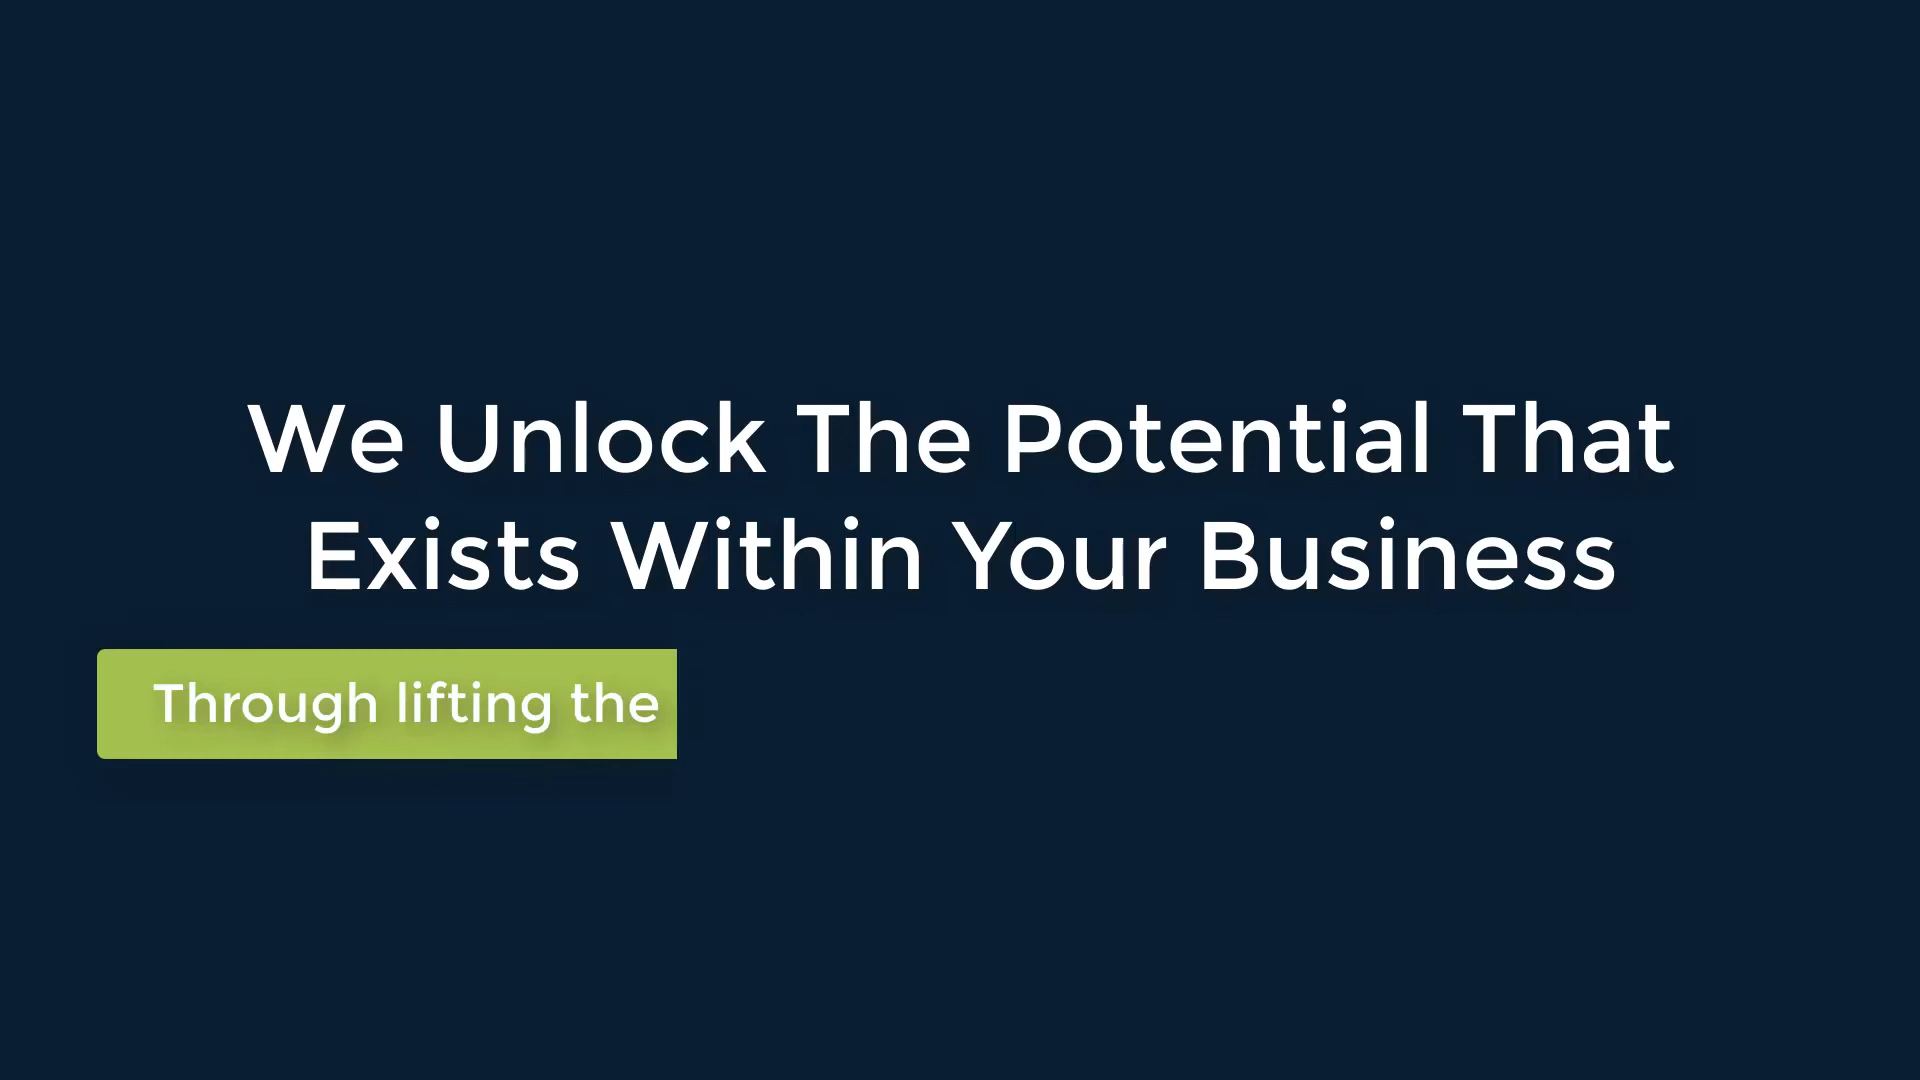 We Unlock The Potential That
Exists Within Your Business
Through lifting the